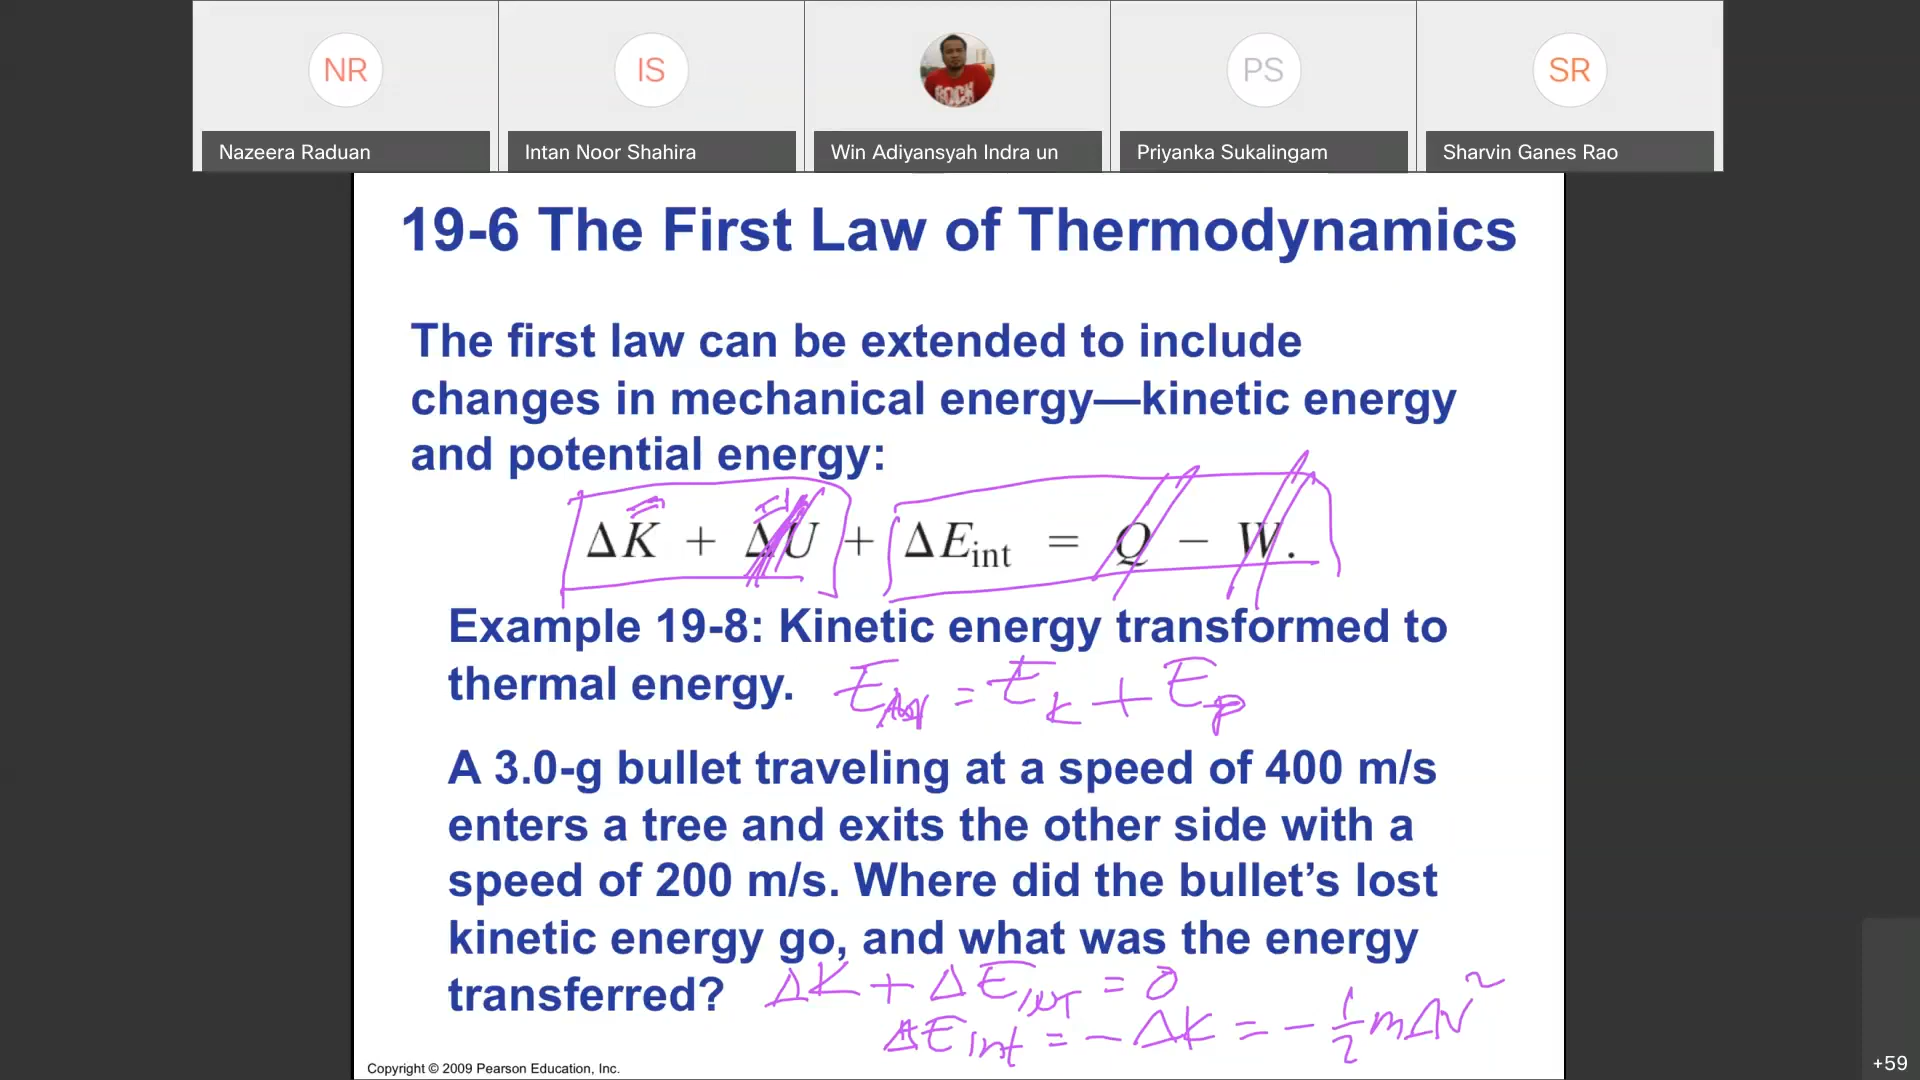 NR
IS
ROCK
PS
SR
Nazeera Raduan
Intan Noor Shahira
Win Adiyansyah Indra un
Priyanka Sukalingam
Sharvin Ganes Rao
19-6 The First Law of Thermodynamics
The first law can be extended to include
changes in mechanical energy—kinetic energy
and potential energy:
ΔK + ΔU + ΔE_int = Q − W.
Example 19-8: Kinetic energy transformed to
thermal energy.
= E_k + E_p
A 3.0-g bullet traveling at a speed of 400 m/s
enters a tree and exits the other side with a
speed of 200 m/s. Where did the bullet’s lost
kinetic energy go, and what was the energy
transferred?
ΔK + ΔE_INT = 0
ΔE_int = − ΔK = − 1/2 mΔv²
Copyright © 2009 Pearson Education, Inc.
+59